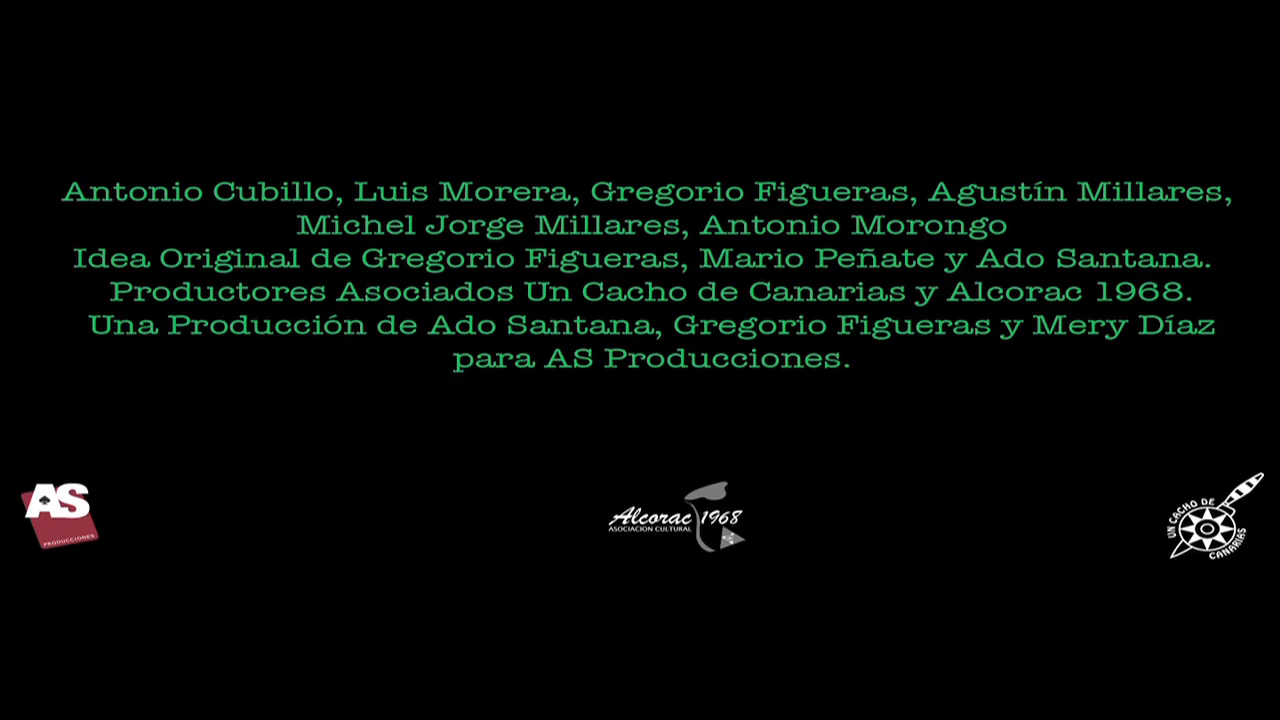 Antonio Cubillo, Luis Morera, Gregorio Figueras, Agustín Millares,
Michel Jorge Millares, Antonio Morongo
Idea Original de Gregorio Figueras, Mario Peñate y Ado Santana.
Productores Asociados Un Cacho de Canarias y Alcorac 1968.
Una Producción de Ado Santana, Gregorio Figueras y Mery Díaz
para AS Producciones.
AS
PRODUCCIONES
Alcorac 1968
ASOCIACION CULTURAL
UN CACHO DE
CANARIAS